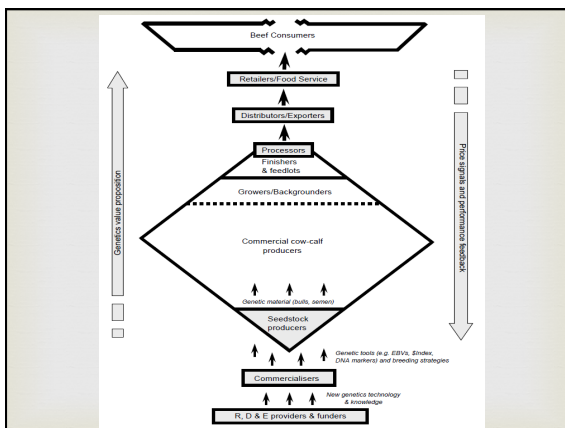 Beef Consumers
Retailers/Food Service
Distributors/Exporters
Processors
Finishers
& feedlots
Growers/Backgrounders
Commercial cow-calf
producers
Genetic material (bulls, semen)
Seedstock
producers
Genetic tools (e.g. EBVs, $Index,
DNA markers) and breeding strategies
Commercialisers
New genetics technology
& knowledge
R, D & E providers & funders
Genetics value proposition
Price signals and performance feedback